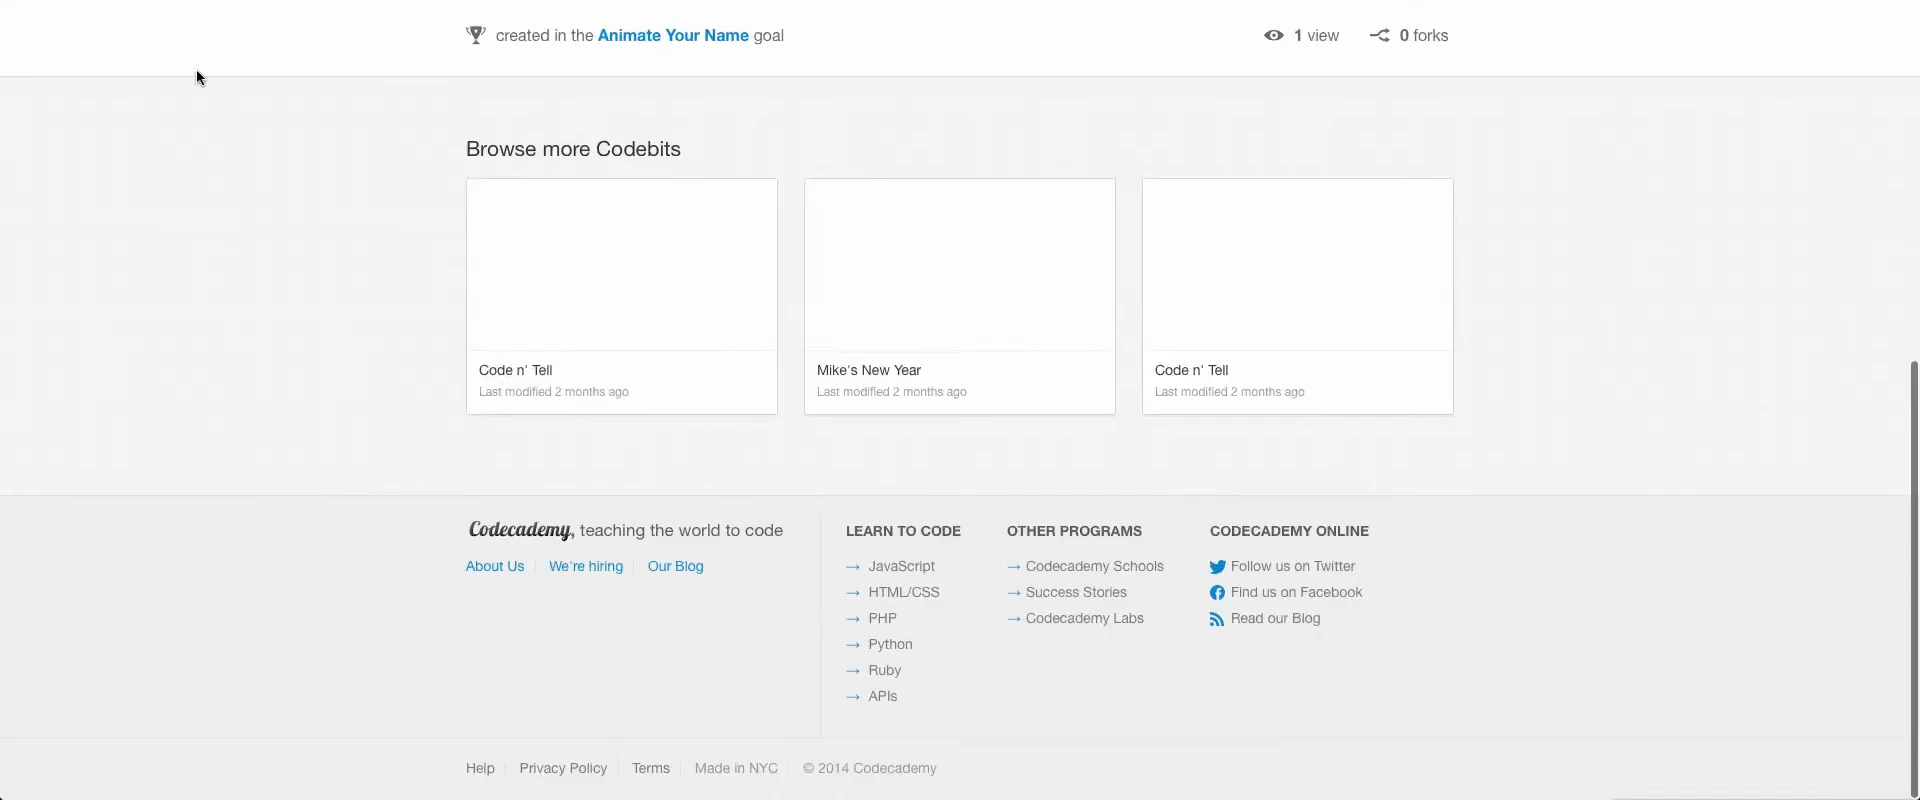 created in the Animate Your Name goal
1 view
0 forks
Browse more Codebits
Code n' Tell
Last modified 2 months ago
Mike's New Year
Last modified 2 months ago
Code n' Tell
Last modified 2 months ago
Codecademy, teaching the world to code
About Us
We're hiring
Our Blog
LEARN TO CODE
JavaScript
HTML/CSS
PHP
Python
Ruby
APIs
OTHER PROGRAMS
Codecademy Schools
Success Stories
Codecademy Labs
CODECADEMY ONLINE
Follow us on Twitter
Find us on Facebook
Read our Blog
Help
Privacy Policy
Terms
Made in NYC
© 2014 Codecademy